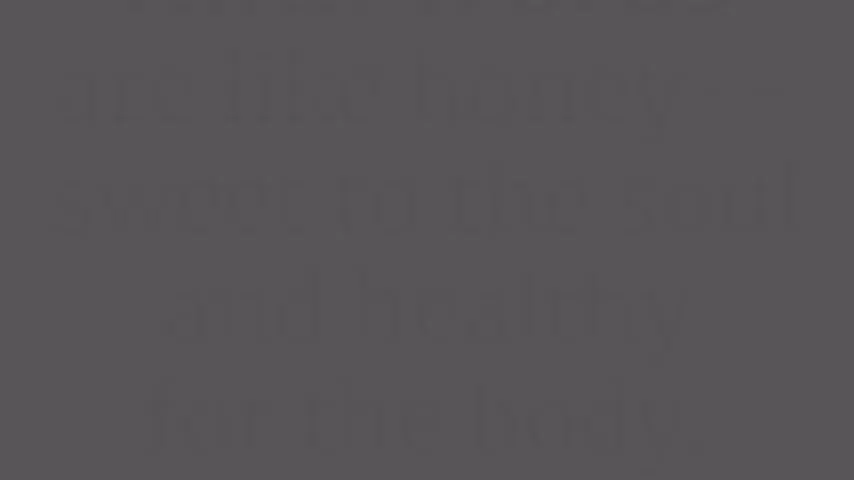 are like honey—
sweet to the soul
and healthy
for the body.